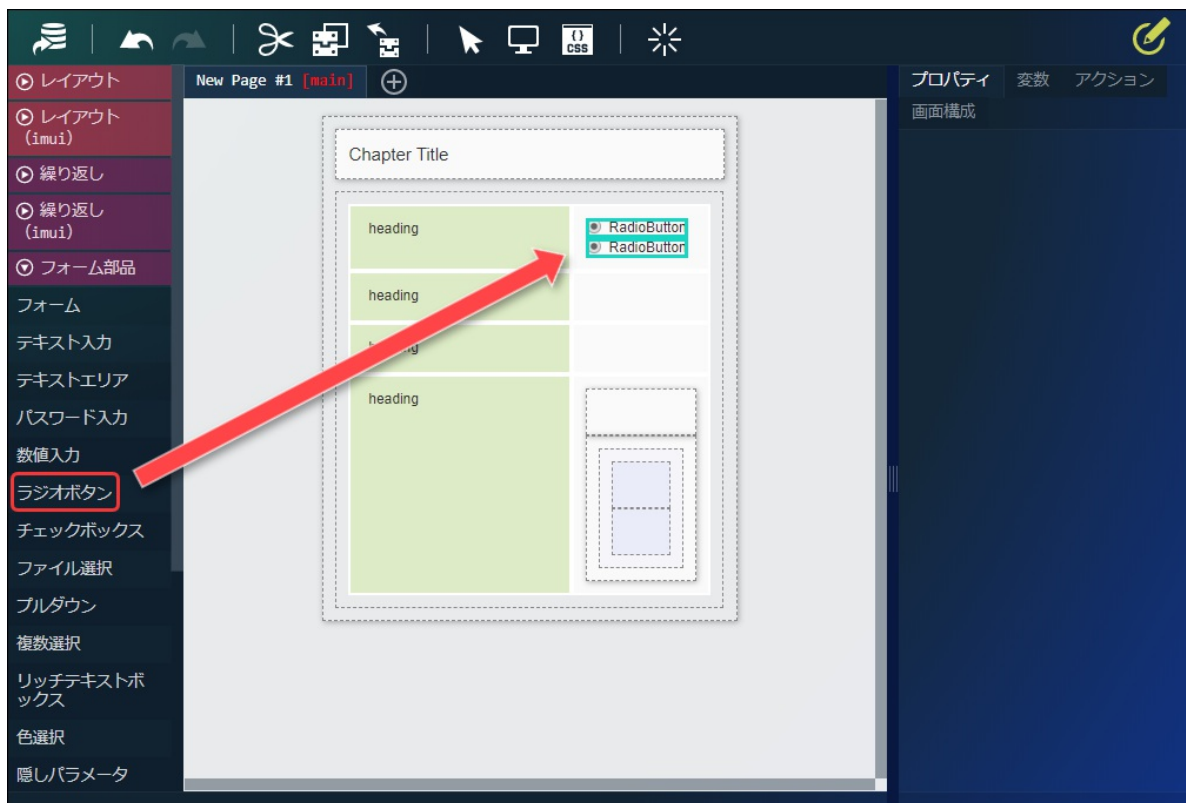 {}
CSS
レイアウト
レイアウト
(imui)
繰り返し
繰り返し
(imui)
フォーム部品
フォーム
テキスト入力
テキストエリア
パスワード入力
数値入力
ラジオボタン
チェックボックス
ファイル選択
プルダウン
複数選択
リッチテキストボ
ックス
色選択
隠しパラメータ
New Page #1 [main]
Chapter Title
heading
RadioButton
RadioButton
heading
heading
heading
プロパティ 変数 アクション
画面構成